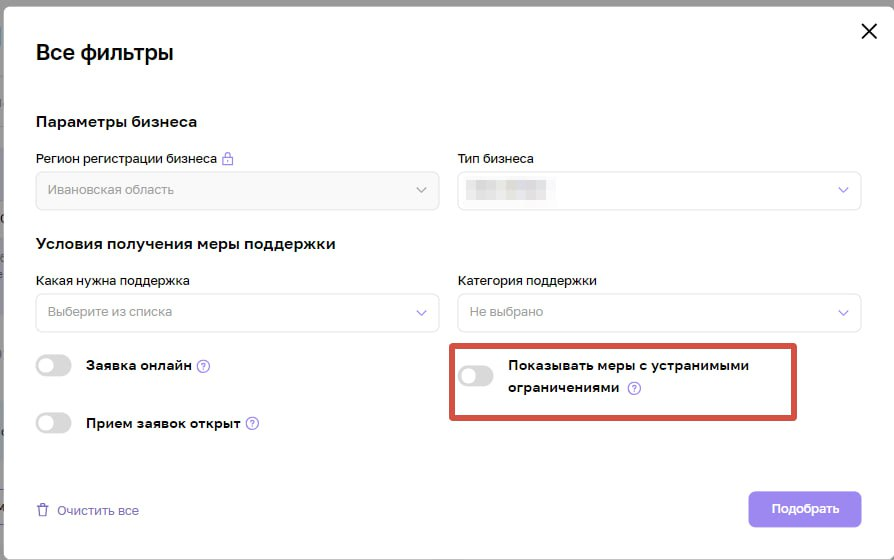 Все фильтры
Параметры бизнеса
Регион регистрации бизнеса
Тип бизнеса
Ивановская область
Условия получения меры поддержки
Какая нужна поддержка
Категория поддержки
Выберите из списка
Не выбрано
Заявка онлайн ?
Показывать меры с устранимыми
ограничениями ?
Прием заявок открыт ?
Очистить все
Подобрать